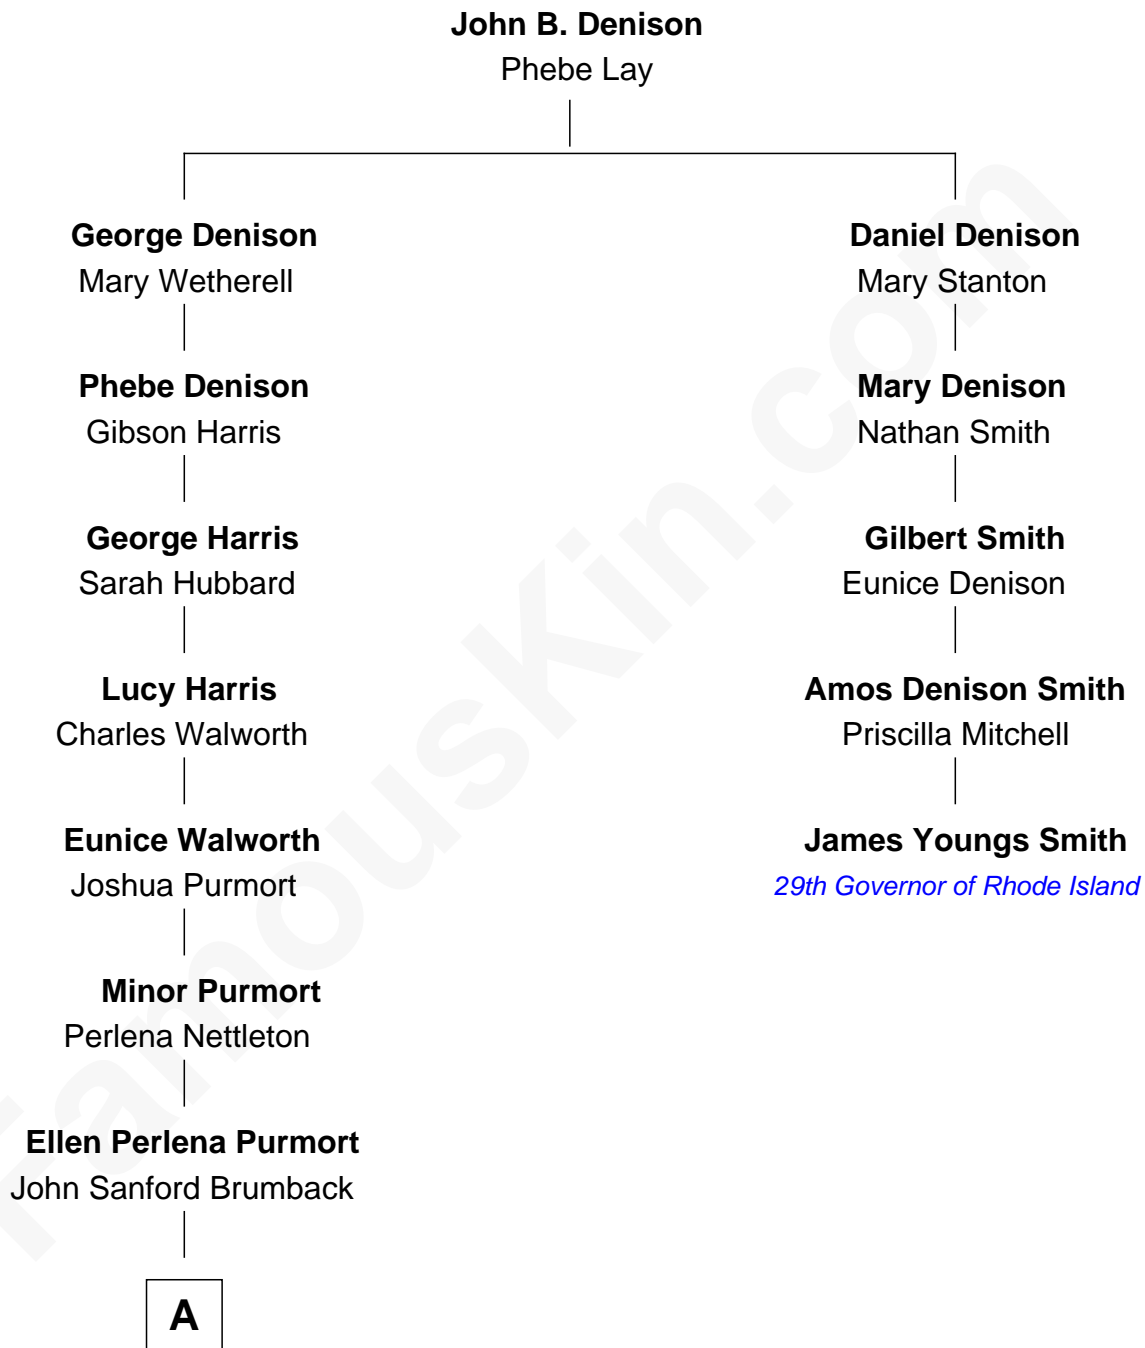 John B. Denison
Phebe Lay
George Denison
Mary Wetherell
Daniel Denison
Mary Stanton
Phebe Denison
Gibson Harris
Mary Denison
Nathan Smith
George Harris
Sarah Hubbard
Gilbert Smith
Eunice Denison
Lucy Harris
Charles Walworth
Amos Denison Smith
Priscilla Mitchell
Eunice Walworth
Joshua Purmort
James Youngs Smith
29th Governor of Rhode Island
Minor Purmort
Perlena Nettleton
Ellen Perlena Purmort
John Sanford Brumback
A
FamousKin.com